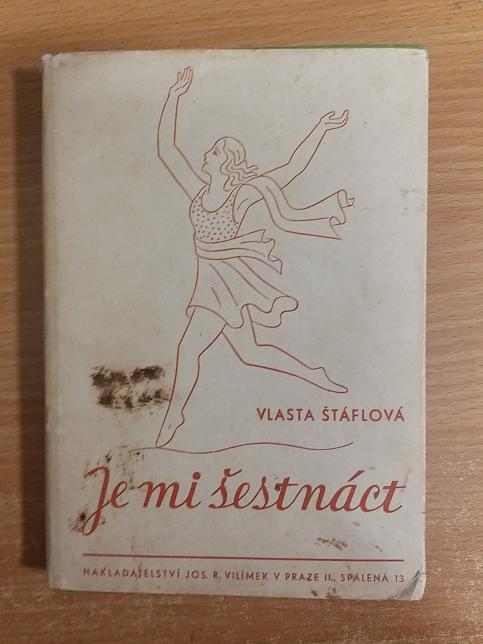 VLASTA ŠTÁFLOVÁ
Je mi šestnáct
NAKLADATELSTVÍ JOS. R. VILÍMEK V PRAZE II., SPÁLENÁ 13